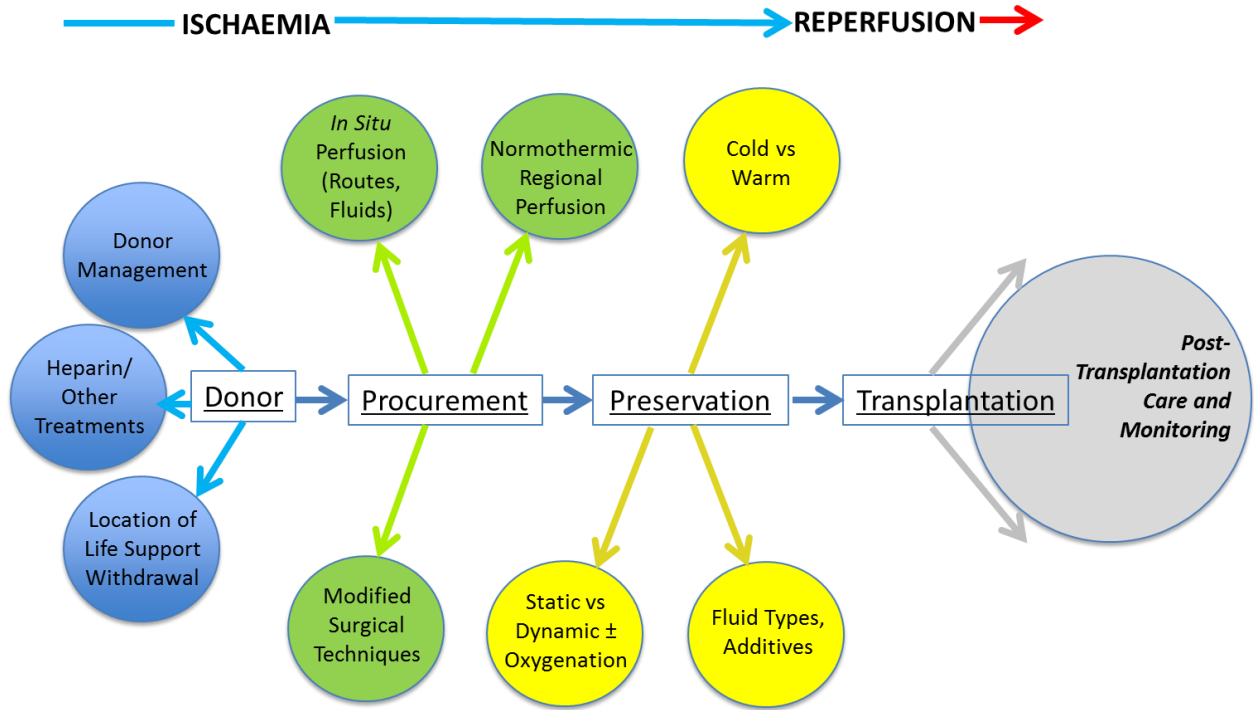 ISCHAEMIA
REPERFUSION
In Situ
Perfusion
(Routes,
Fluids)
Normothermic
Regional
Perfusion
Cold vs
Warm
Donor
Management
Heparin/
Other
Treatments
Location of
Life Support
Withdrawal
Donor
Procurement
Preservation
Transplantation
Post-
Transplantation
Care and
Monitoring
Modified
Surgical
Techniques
Static vs
Dynamic ±
Oxygenation
Fluid Types,
Additives